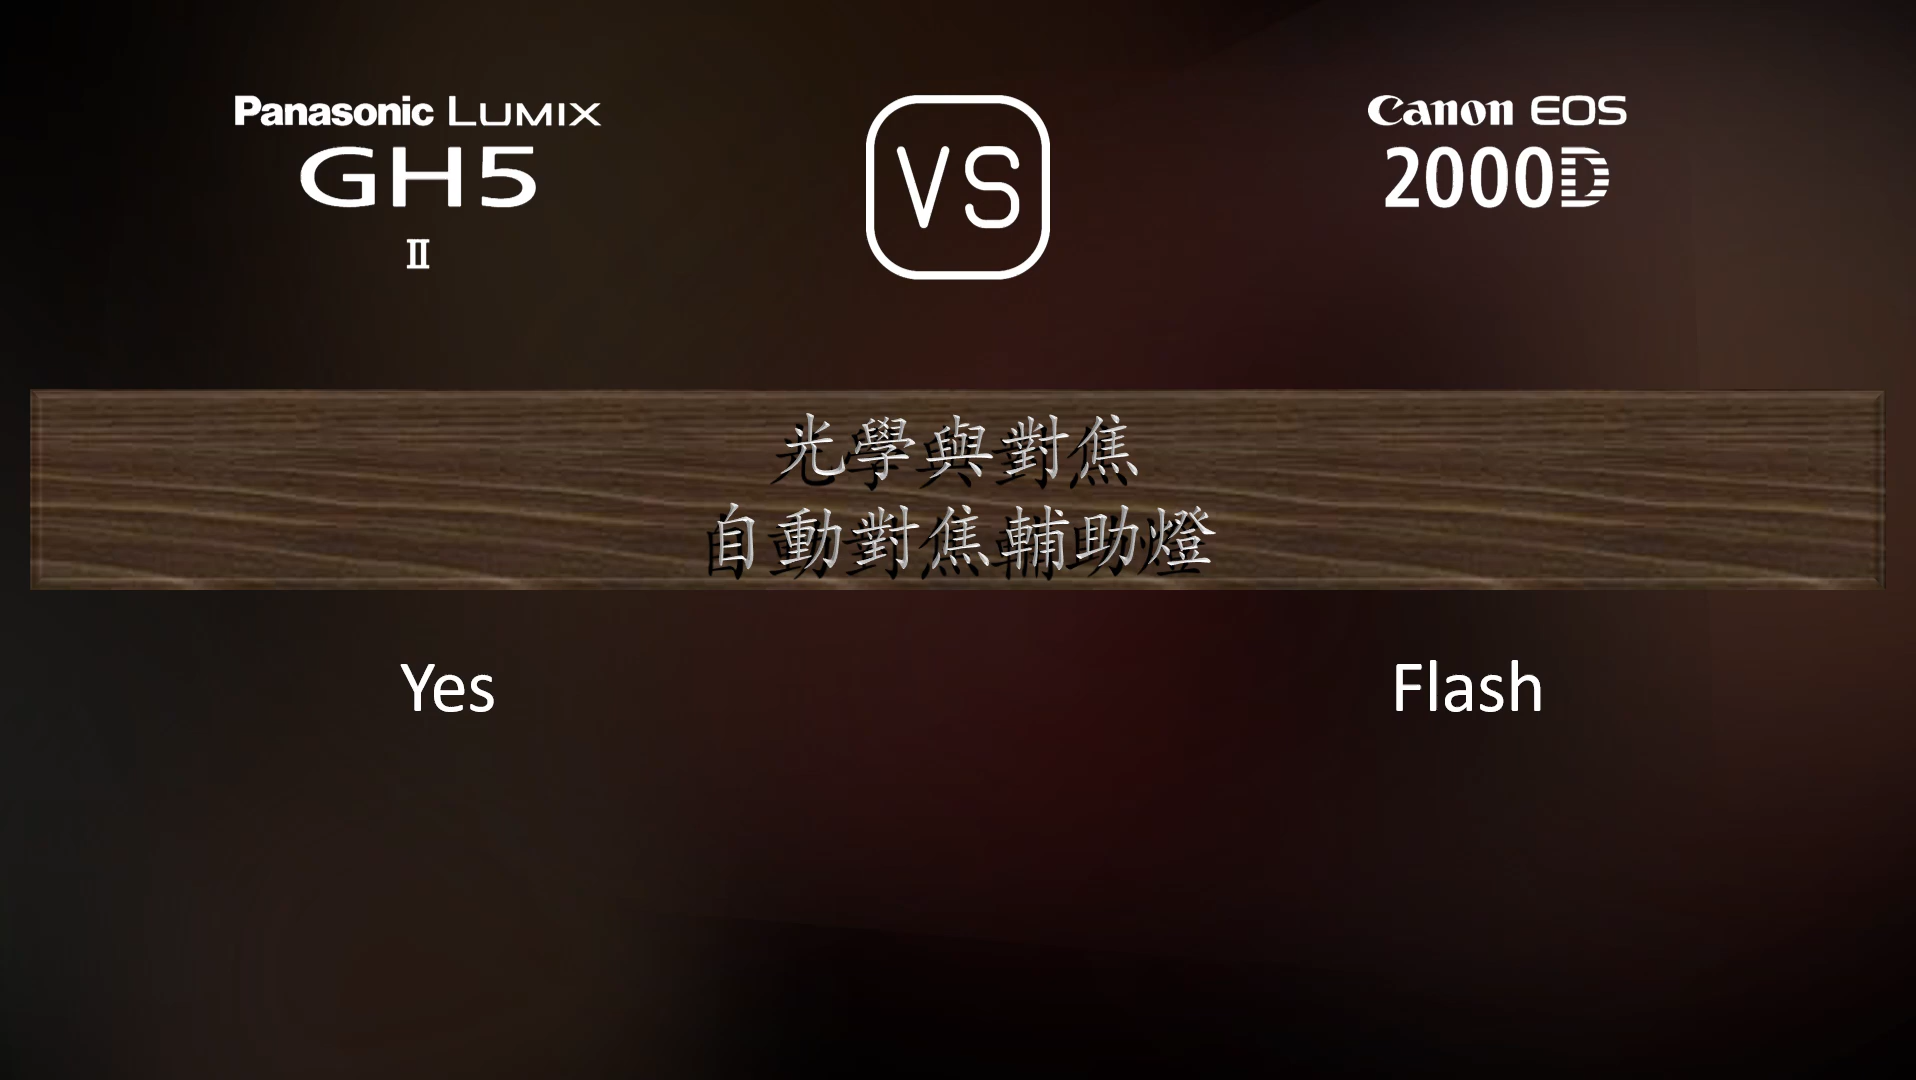 Panasonic LUMIX
GH5
II
VS
Canon EOS
2000D
光學與對焦
自動對焦輔助燈
Yes
Flash